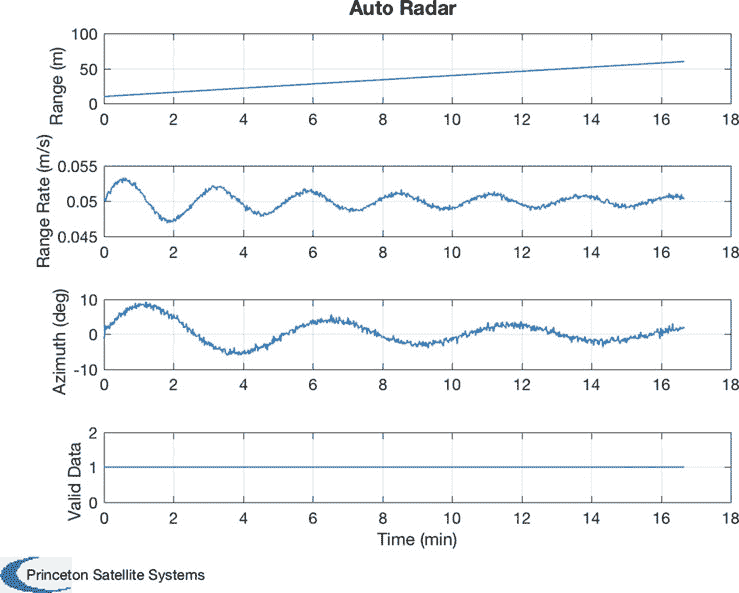 Auto Radar
Range (m)
100
50
0
0 2 4 6 8 10 12 14 16 18
Range Rate (m/s)
0.055
0.05
0.045
0 2 4 6 8 10 12 14 16 18
Azimuth (deg)
10
0
-10
0 2 4 6 8 10 12 14 16 18
Valid Data
2
1
0
0 2 4 6 8 10 12 14 16 18
Time (min)
Princeton Satellite Systems